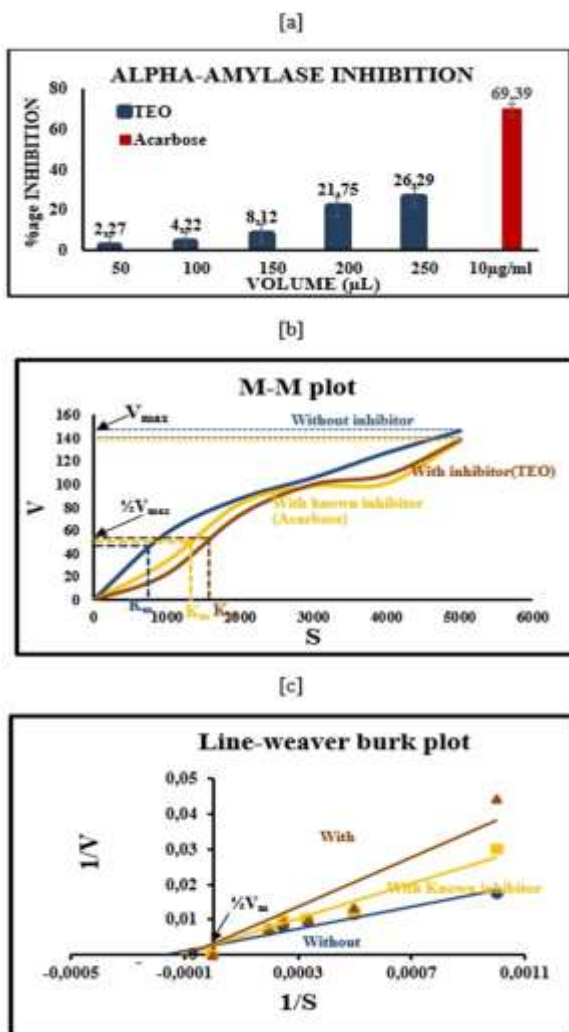 [a]
ALPHA-AMYLASE INHIBITION
80
60
40
20
0
%age INHIBITION
TEO
Acarbose
2,27
4,22
8,12
21,75
26,29
69,39
50 100 150 200 250 10µg/ml
VOLUME (µL)
[b]
M-M plot
160
140
120
100
80
60
40
20
0
V
Vmax
½Vmax
Without inhibitor
With inhibitor(TEO)
With known inhibitor
(Acarbose)
Km Km K
0 1000 2000 3000 4000 5000 6000
S
[c]
Line-weaver burk plot
0,05
0,04
0,03
0,02
0,01
0
1/V
½Vm
With
With Known inhibitor
Without
-0,0005 -0,0001 0,0003 0,0007 0,0011
1/S